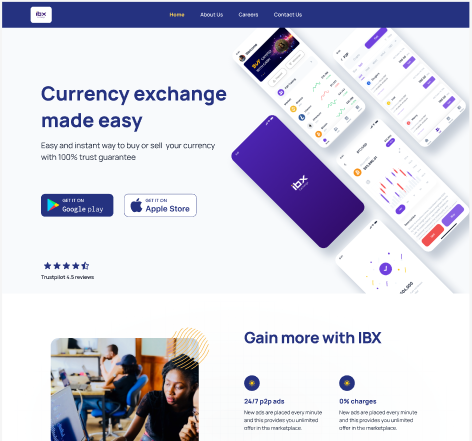 ibx
Home
About Us
Careers
Contact Us
Currency exchange
made easy
Easy and instant way to buy or sell your currency
with 100% trust guarantee
GET IT ON
Google play
GET IT ON
Apple Store
Trustpilot 4.5 reviews
ibx
J
Gain more with IBX
24/7 p2p ads
New ads are placed every minute
and this provides you unlimited
offer in the marketplace.
0% charges
New ads are placed every minute
and this provides you unlimited
offer in the marketplace.